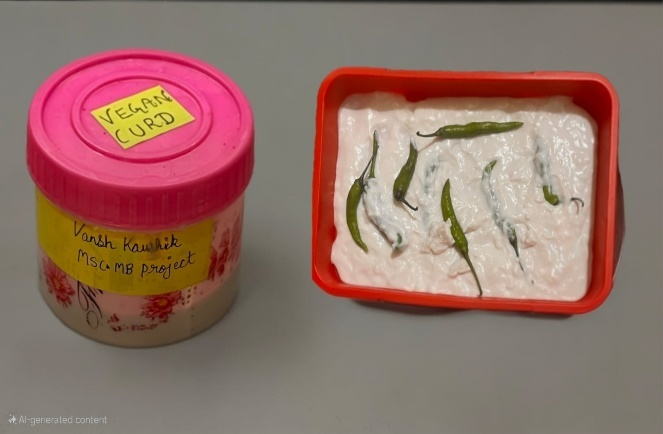 VEGAN
CURD
Vansh Kaushik
MSc MB project
AI-generated content